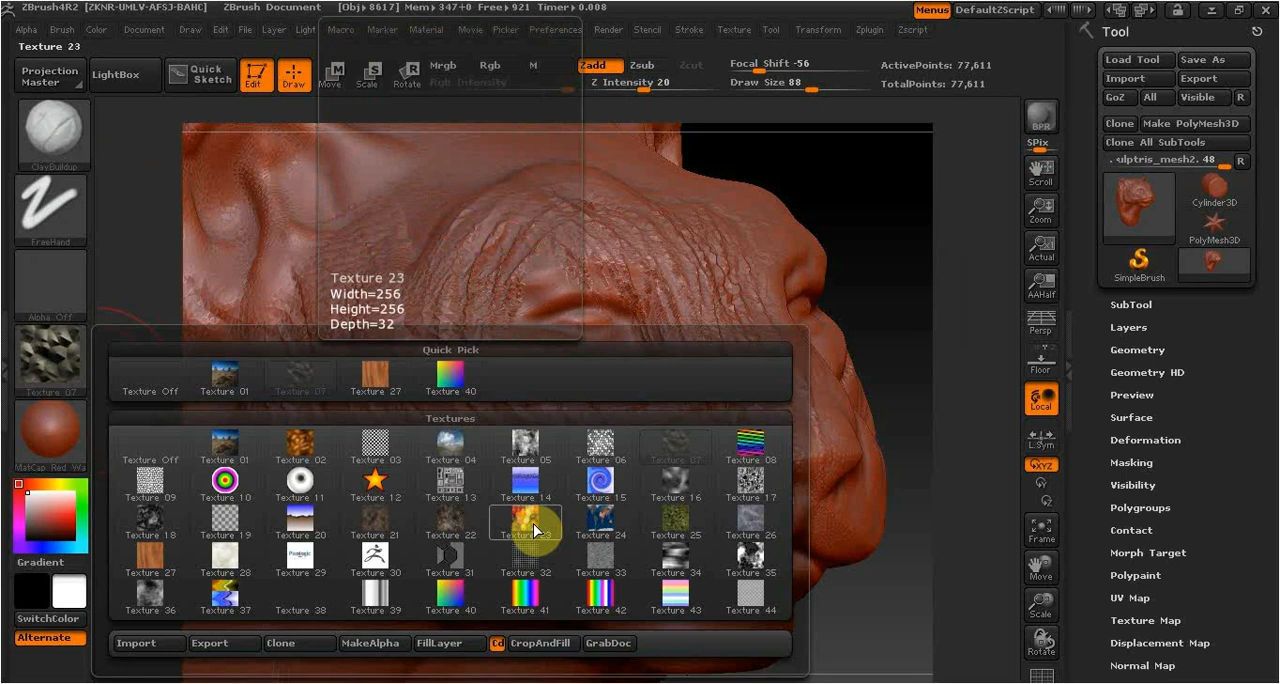 ZBrush4R2 [ZKNR-UMLV-AFSJ-BAHC] ZBrush Document [Obj▸ 8617] Mem▸ 347+0 Free▸ 921 Timer▸ 0.008 Menus DefaultZScript
Alpha Brush Color Document Draw Edit File Layer Light Macro Marker Material Movie Picker Preferences Render Stencil Stroke Texture Tool Transform Zplugin Zscript
Texture 23
Projection Master
LightBox
Quick Sketch
Edit
Draw
Move
Scale
Rotate
Mrgb Rgb M
Rgb Intensity
Zadd Zsub Zcut
Z Intensity 20
Focal Shift -56
Draw Size 88
ActivePoints: 77,611
TotalPoints: 77,611
ClayBuildup
FreeHand
Alpha Off
Texture 07
MatCap Red Wa
Gradient
SwitchColor
Alternate
Texture 23
Width=256
Height=256
Depth=32
Quick Pick
Texture Off Texture 01 Texture 07 Texture 27 Texture 40
Textures
Texture Off Texture 01 Texture 02 Texture 03 Texture 04 Texture 05 Texture 06 Texture 07 Texture 08
Texture 09 Texture 10 Texture 11 Texture 12 Texture 13 Texture 14 Texture 15 Texture 16 Texture 17
Texture 18 Texture 19 Texture 20 Texture 21 Texture 22 Texture 23 Texture 24 Texture 25 Texture 26
Texture 27 Texture 28 Texture 29 Texture 30 Texture 31 Texture 32 Texture 33 Texture 34 Texture 35
Texture 36 Texture 37 Texture 38 Texture 39 Texture 40 Texture 41 Texture 42 Texture 43 Texture 44
Import Export Clone MakeAlpha FillLayer Cd CropAndFill GrabDoc
BPR
SPix
Scroll
Zoom
Actual
AAHalf
Persp
Floor
Local
L.Sym
XYZ
Frame
Move
Scale
Rotate
Tool
Load Tool Save As
Import Export
GoZ All Visible R
Clone Make PolyMesh3D
Clone All SubTools
. ulptris_mesh2. 48 R
Cylinder3D
PolyMesh3D
SimpleBrush
SubTool
Layers
Geometry
Geometry HD
Preview
Surface
Deformation
Masking
Visibility
Polygroups
Contact
Morph Target
Polypaint
UV Map
Texture Map
Displacement Map
Normal Map